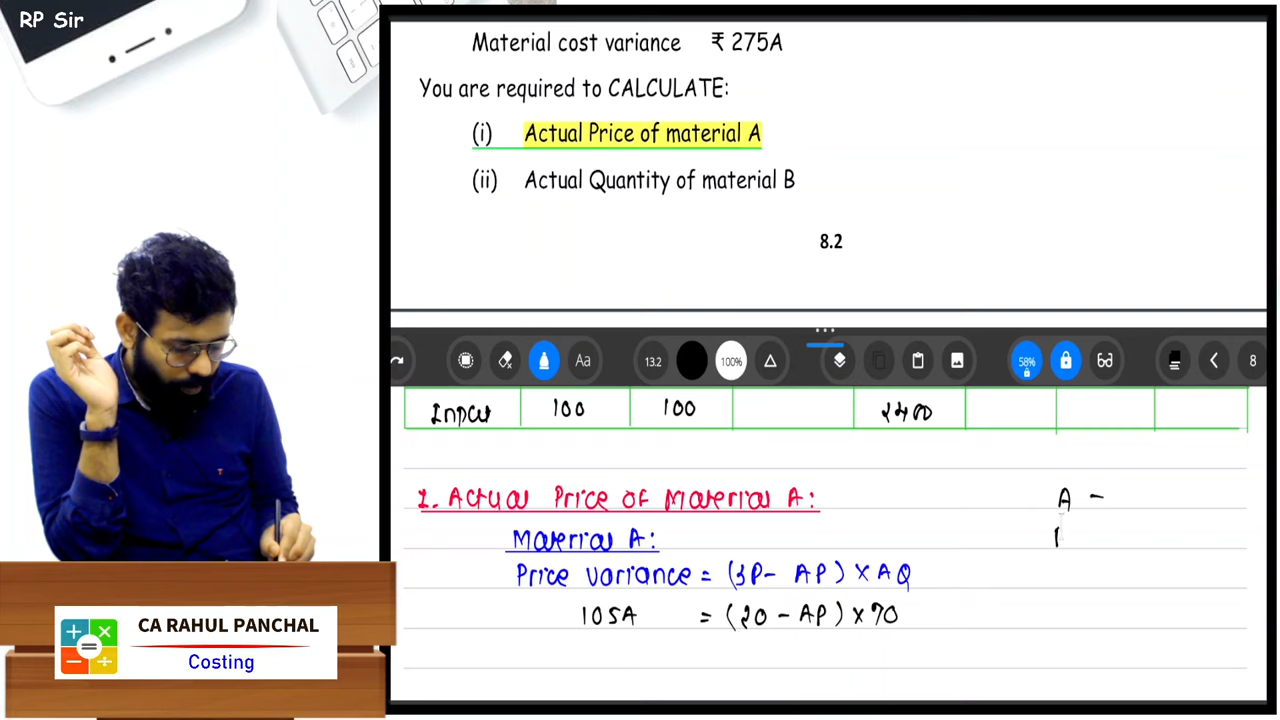 RP Sir
Material cost variance ₹ 275A
You are required to CALCULATE:
(i) Actual Price of material A
(ii) Actual Quantity of material B
8.2
Aa 13.2 100% 58% 8
Input 100 100 2400
1. Actual Price of Material A:
A -
Material A:
Price variance = (SP - AP) × AQ
105A = (20 - AP) × 70
CA RAHUL PANCHAL
Costing